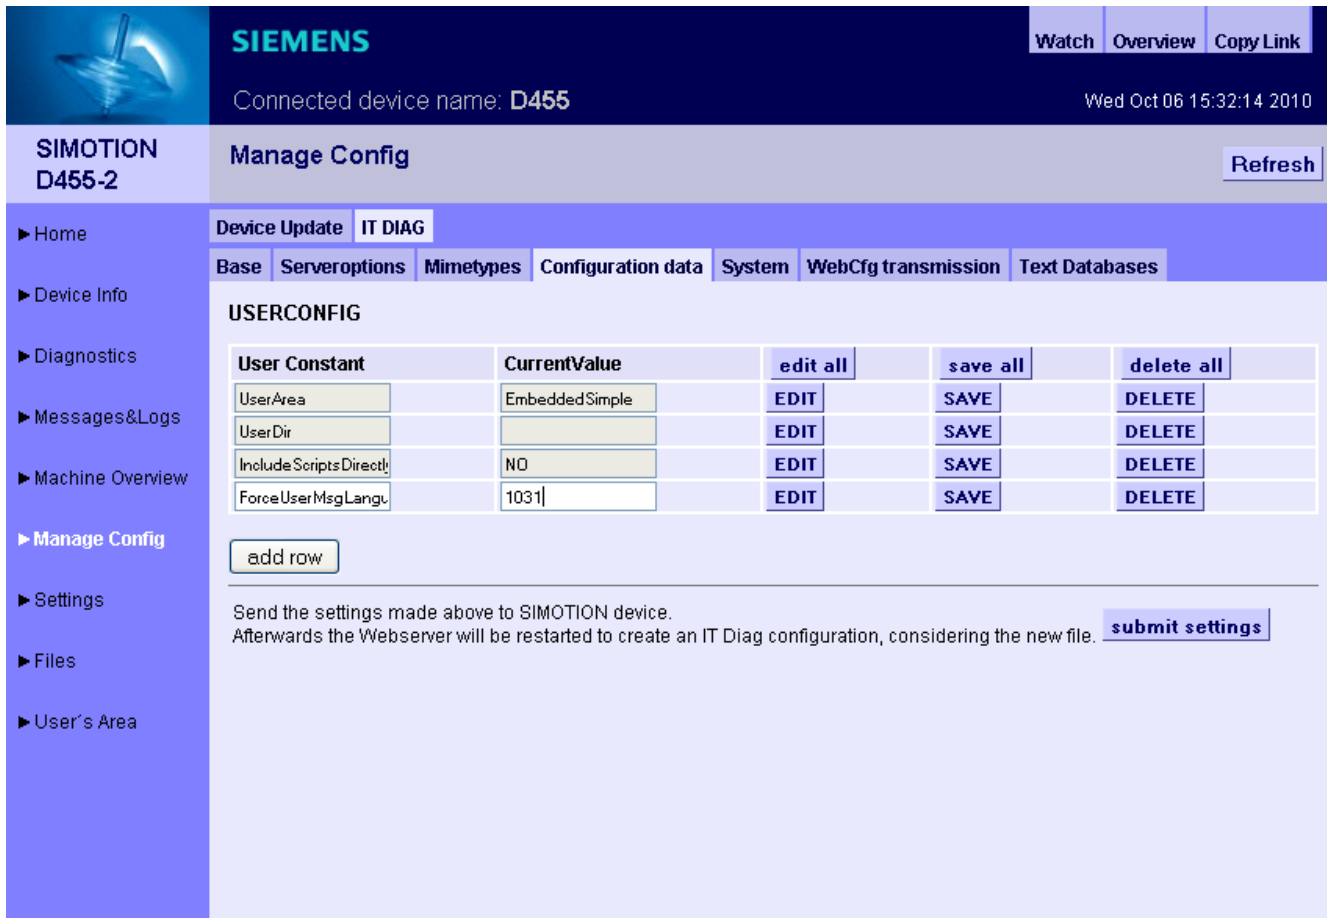 SIEMENS
Watch Overview Copy Link
Connected device name: D455
Wed Oct 06 15:32:14 2010
SIMOTION
D455-2
Manage Config
Refresh
Home
Device Info
Diagnostics
Messages&Logs
Machine Overview
Manage Config
Settings
Files
User´s Area
Device Update IT DIAG
Base Serveroptions Mimetypes Configuration data System WebCfg transmission Text Databases
USERCONFIG
User Constant CurrentValue edit all save all delete all
UserArea EmbeddedSimple EDIT SAVE DELETE
UserDir EDIT SAVE DELETE
IncludeScriptsDirectly NO EDIT SAVE DELETE
ForceUserMsgLangu 1031 EDIT SAVE DELETE
add row
Send the settings made above to SIMOTION device.
Afterwards the Webserver will be restarted to create an IT Diag configuration, considering the new file.
submit settings